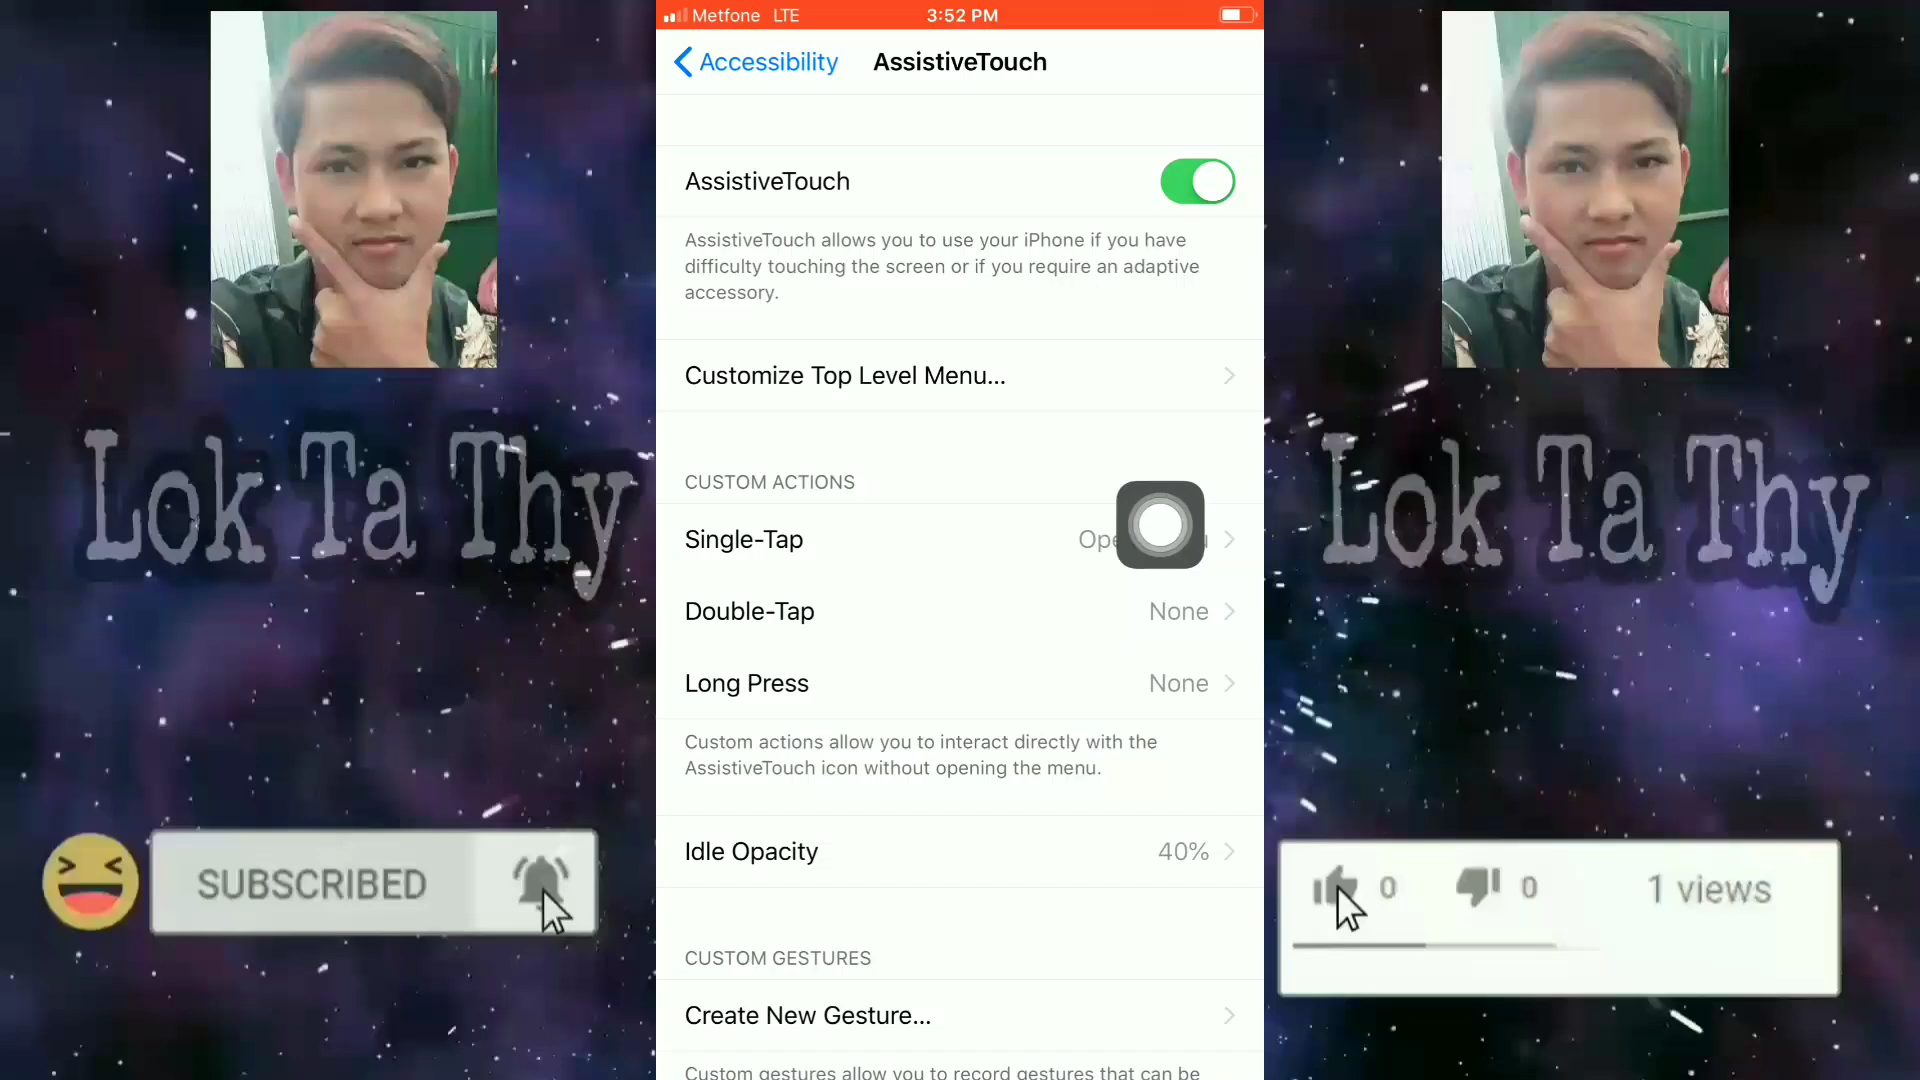 Metfone LTE 3:52 PM
Accessibility AssistiveTouch
AssistiveTouch
AssistiveTouch allows you to use your iPhone if you have
difficulty touching the screen or if you require an adaptive
accessory.
Customize Top Level Menu...
CUSTOM ACTIONS
Single-Tap
Double-Tap None
Long Press None
Custom actions allow you to interact directly with the
AssistiveTouch icon without opening the menu.
Idle Opacity 40%
CUSTOM GESTURES
Create New Gesture...
Custom gestures allow you to record gestures that can be
Lok Ta Thy
SUBSCRIBED
Lok Ta Thy
0 0 1 views